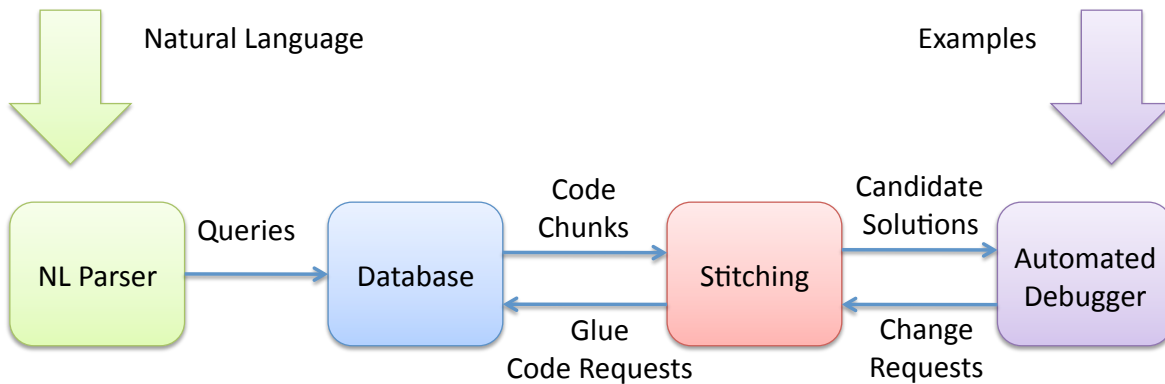 Natural Language
Examples
NL Parser
Queries
Database
Code
Chunks
Glue
Code Requests
Stitching
Candidate
Solutions
Change
Requests
Automated
Debugger